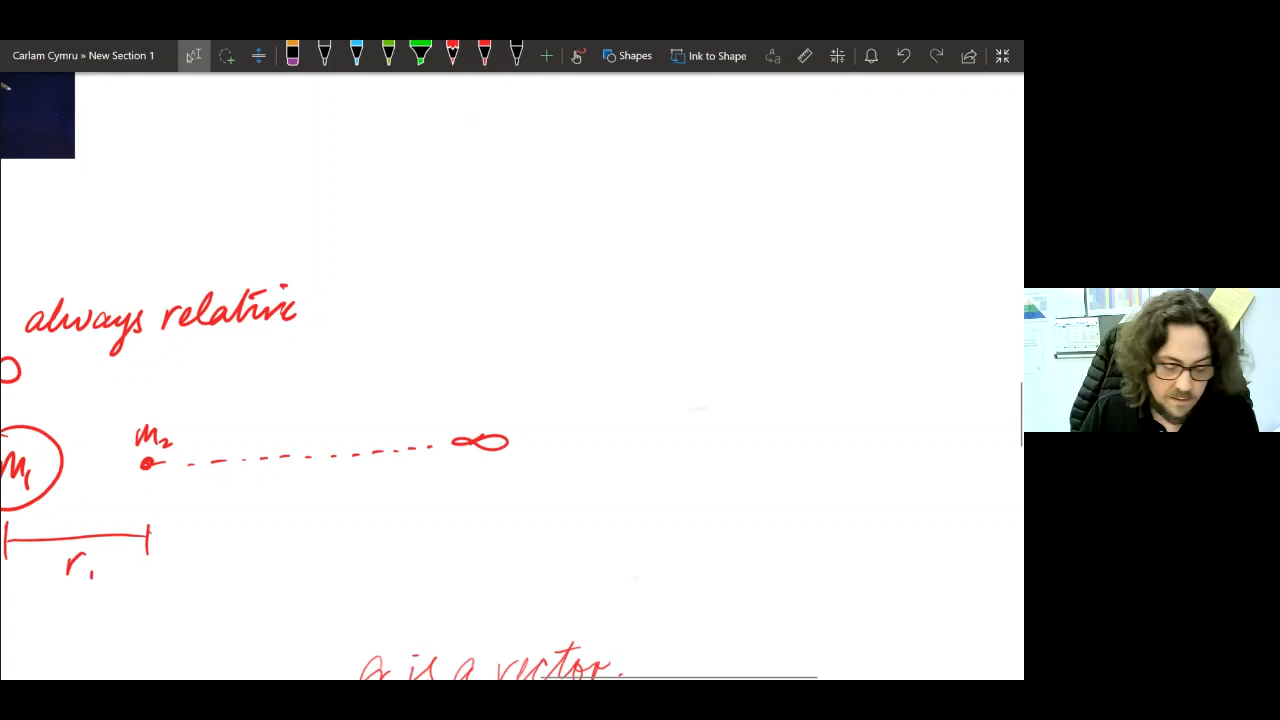 Carlam Cymru » New Section 1
Shapes
Ink to Shape
always relative
m₂
∞
M₁
r₁
g is a vector.